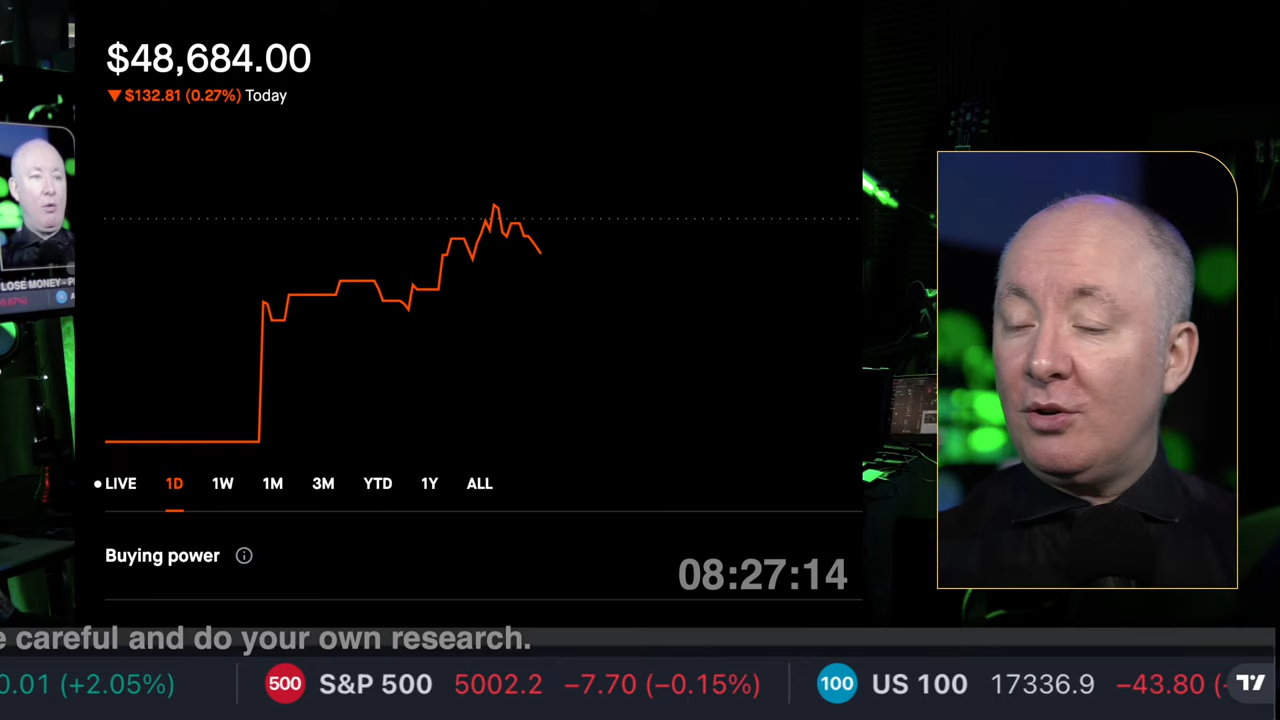 $48,684.00
▼ $132.81 (0.27%) Today
LOSE MONEY - P
LIVE 1D 1W 1M 3M YTD 1Y ALL
Buying power
08:27:14
careful and do your own research.
0.01 (+2.05%) 500 S&P 500 5002.2 −7.70 (−0.15%) 100 US 100 17336.9 −43.80 (-